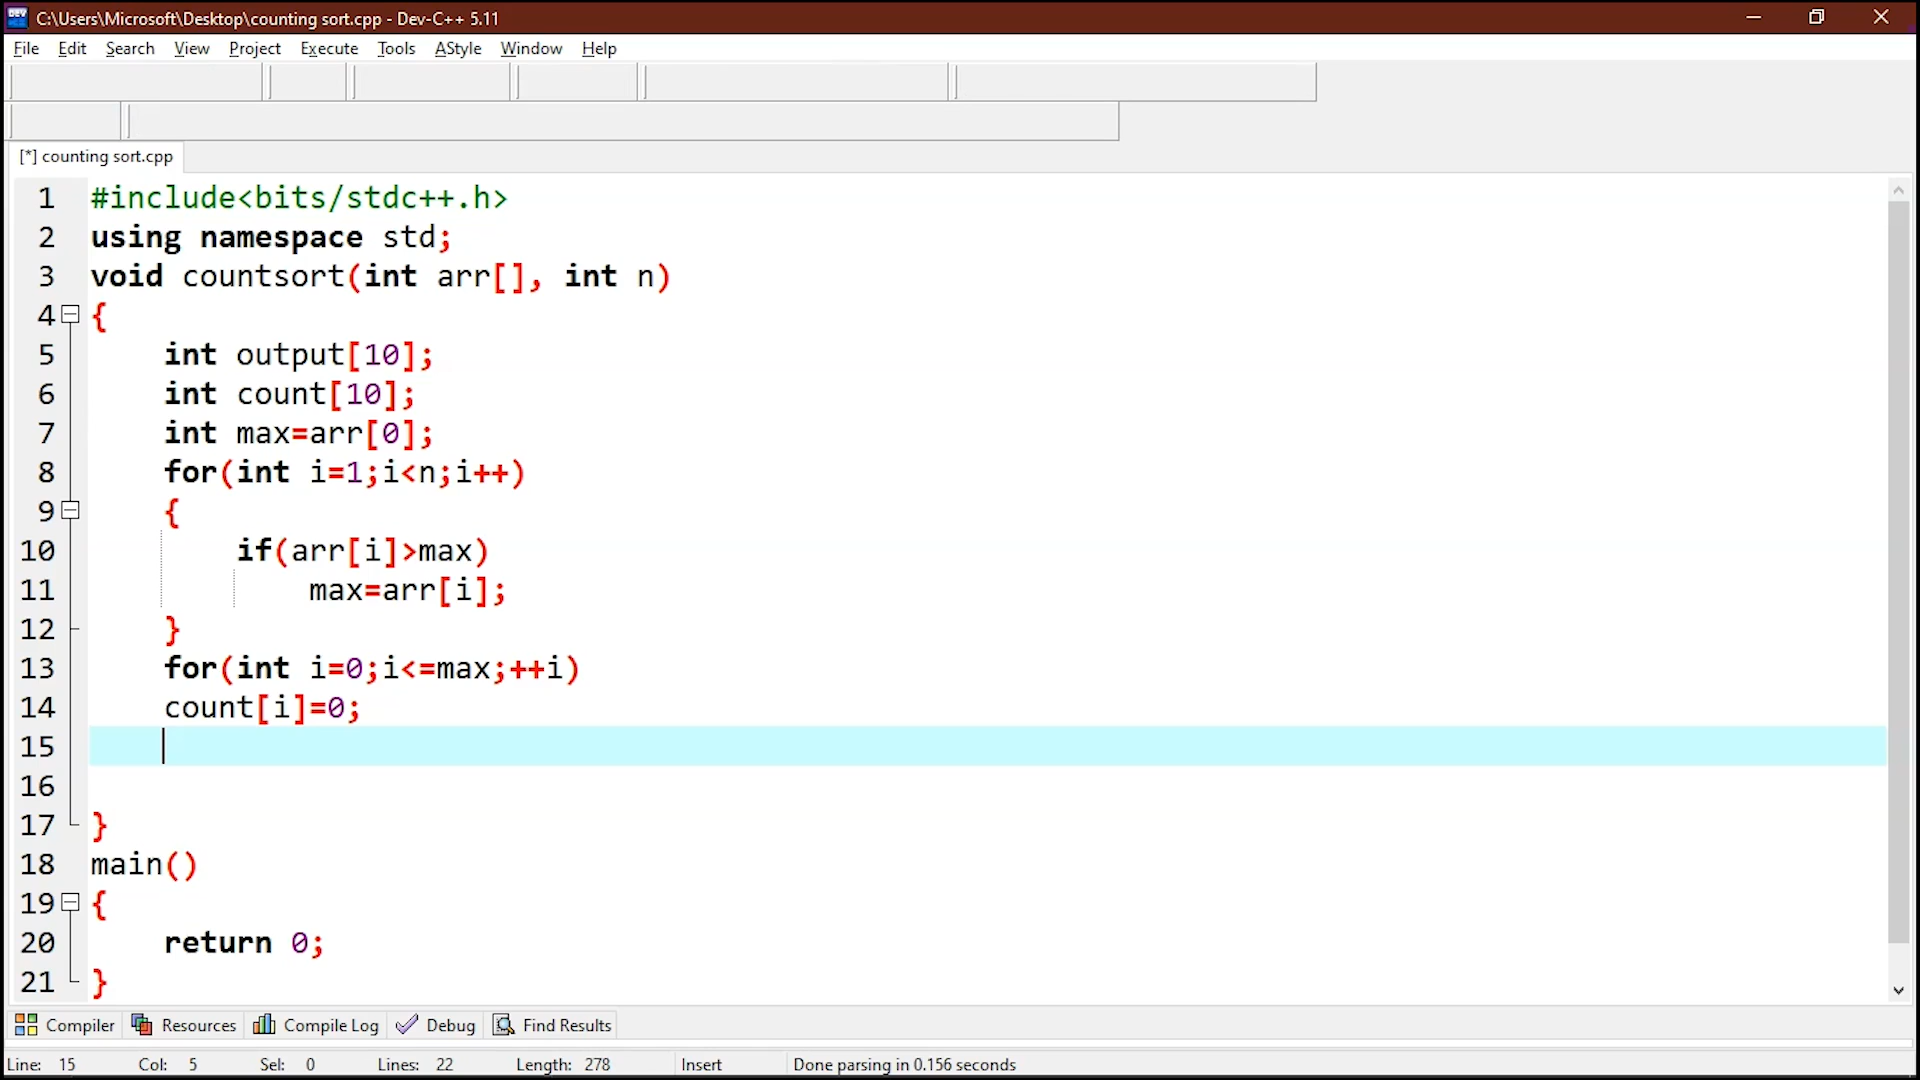 C:\Users\Microsoft\Desktop\counting sort.cpp - Dev-C++ 5.11
File Edit Search View Project Execute Tools AStyle Window Help
[*] counting sort.cpp
1 #include<bits/stdc++.h>
2 using namespace std;
3 void countsort(int arr[], int n)
4 {
5 int output[10];
6 int count[10];
7 int max=arr[0];
8 for(int i=1;i<n;i++)
9 {
10 if(arr[i]>max)
11 max=arr[i];
12 }
13 for(int i=0;i<=max;++i)
14 count[i]=0;
15
16
17 }
18 main()
19 {
20 return 0;
21 }
Compiler Resources Compile Log Debug Find Results
Line: 15 Col: 5 Sel: 0 Lines: 22 Length: 278 Insert Done parsing in 0.156 seconds